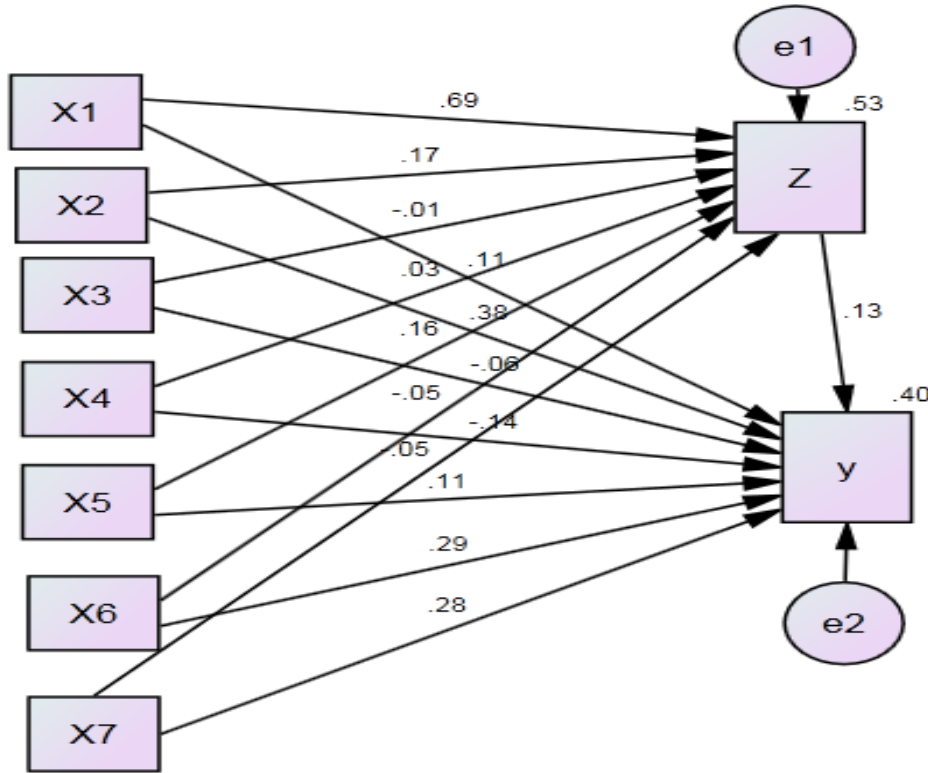 e1
.53
X1
.69
Z
.17
X2
-.01
.03
.11
X3
.16
.38
.13
-.06
X4
-.05
.40
-.14
-.05
y
X5
.11
.29
X6
.28
e2
X7